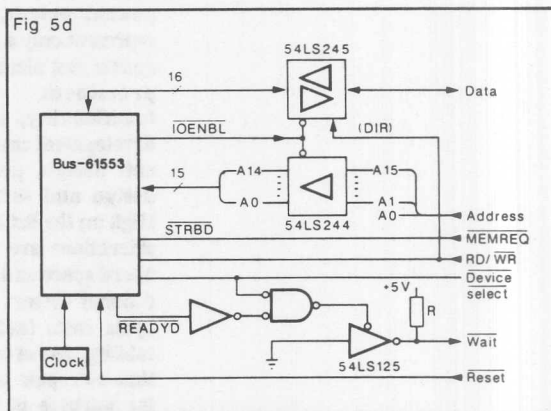 Fig 5d
54LS245
16
Data
IOENBL
(DIR)
Bus-61553
15
A14
A15
A0
A1
A0
Address
54LS244
STRBD
MEMREQ
RD/WR
Device
select
+5V
R
READYD
Wait
Clock
54LS125
Reset